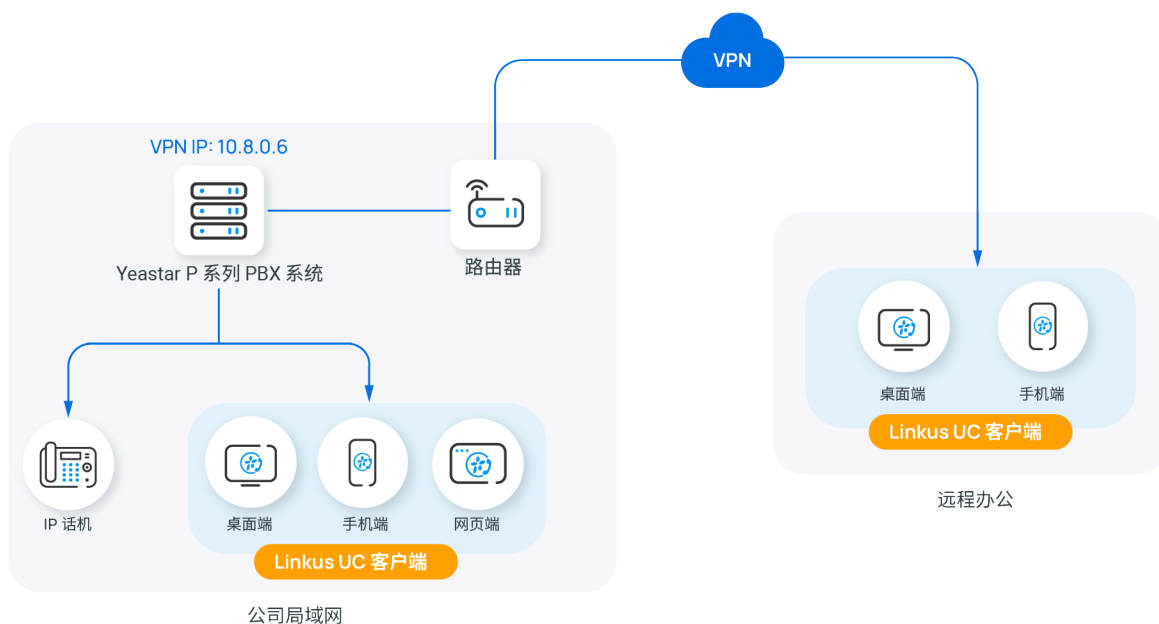 VPN
VPN IP: 10.8.0.6
Yeastar P 系列 PBX 系统
路由器
桌面端
手机端
Linkus UC 客户端
远程办公
IP 话机
桌面端
手机端
网页端
Linkus UC 客户端
公司局域网